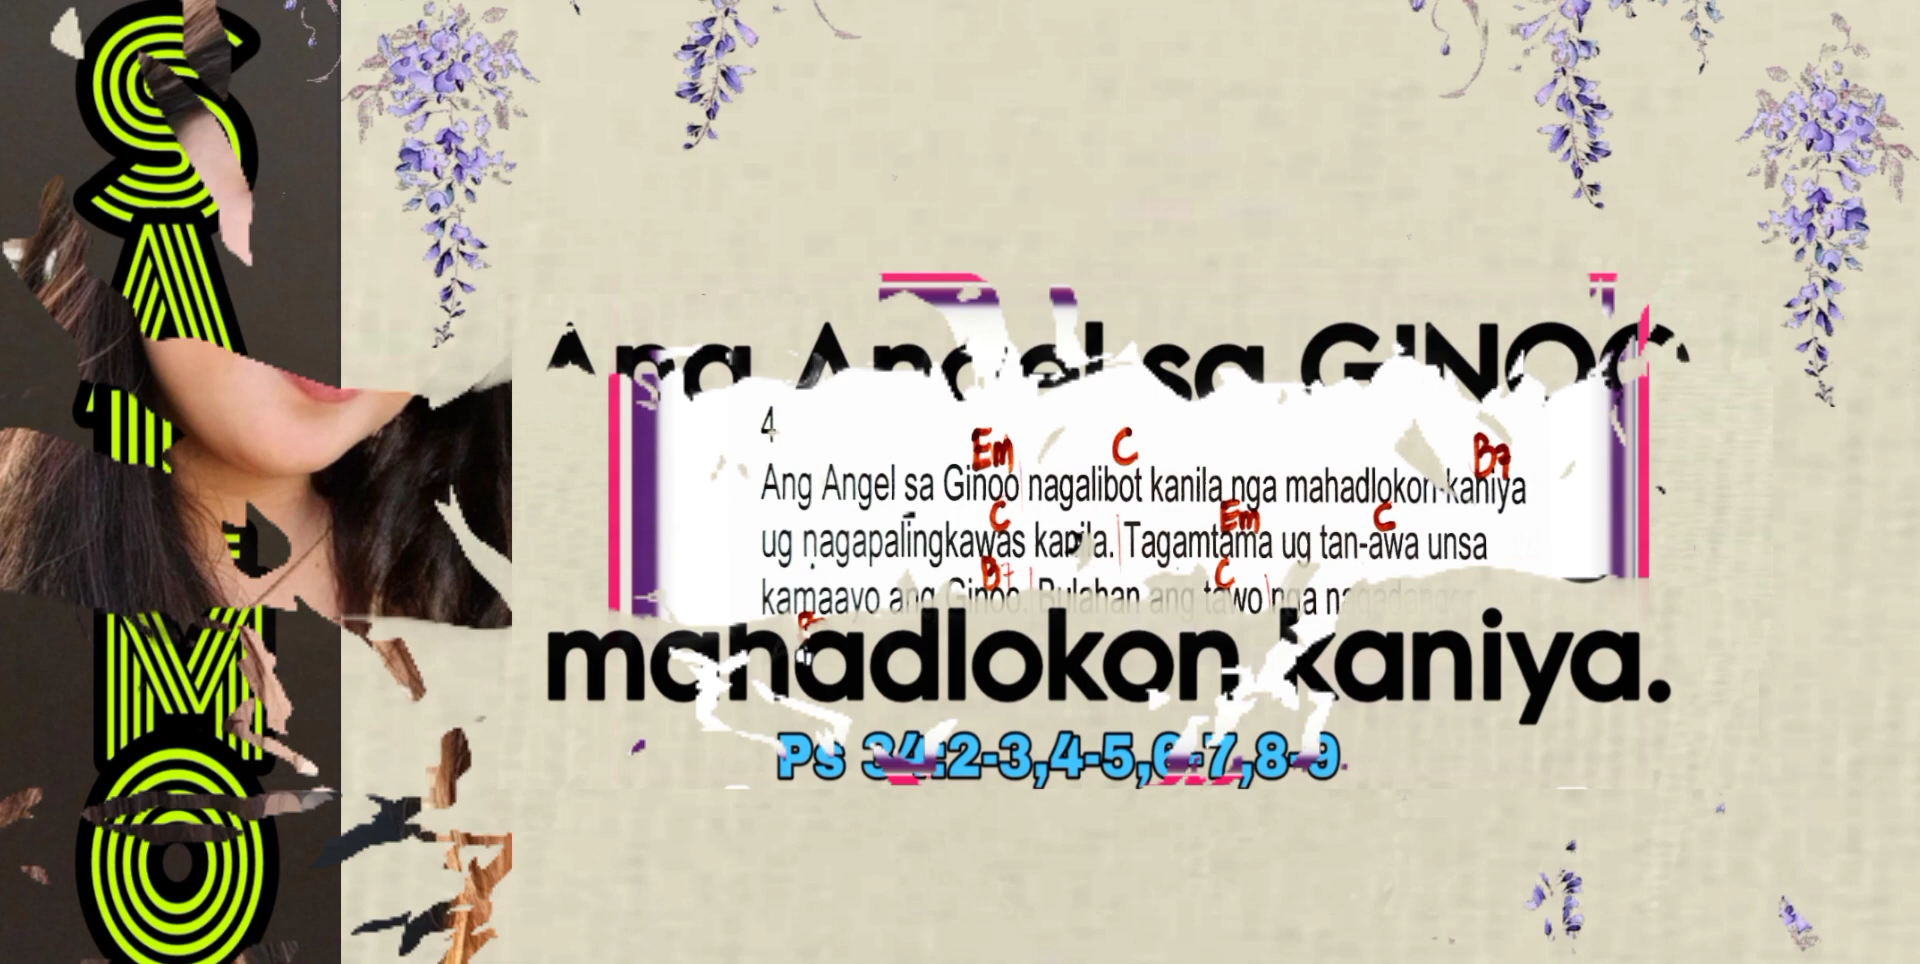 Ang Angel sa GINOO
4
Em C B7
Ang Angel sa Ginoo nagalibot kanila nga mahadlokon kaniya
C Em C
ug nagapalingkawas kanila. Tagamtama ug tan-awa unsa
B7 C
kamaayo ang Ginoo. Bulahan ang tawo nga
mahadlokon kaniya.
Ps 34:2-3,4-5,6-7,8-9